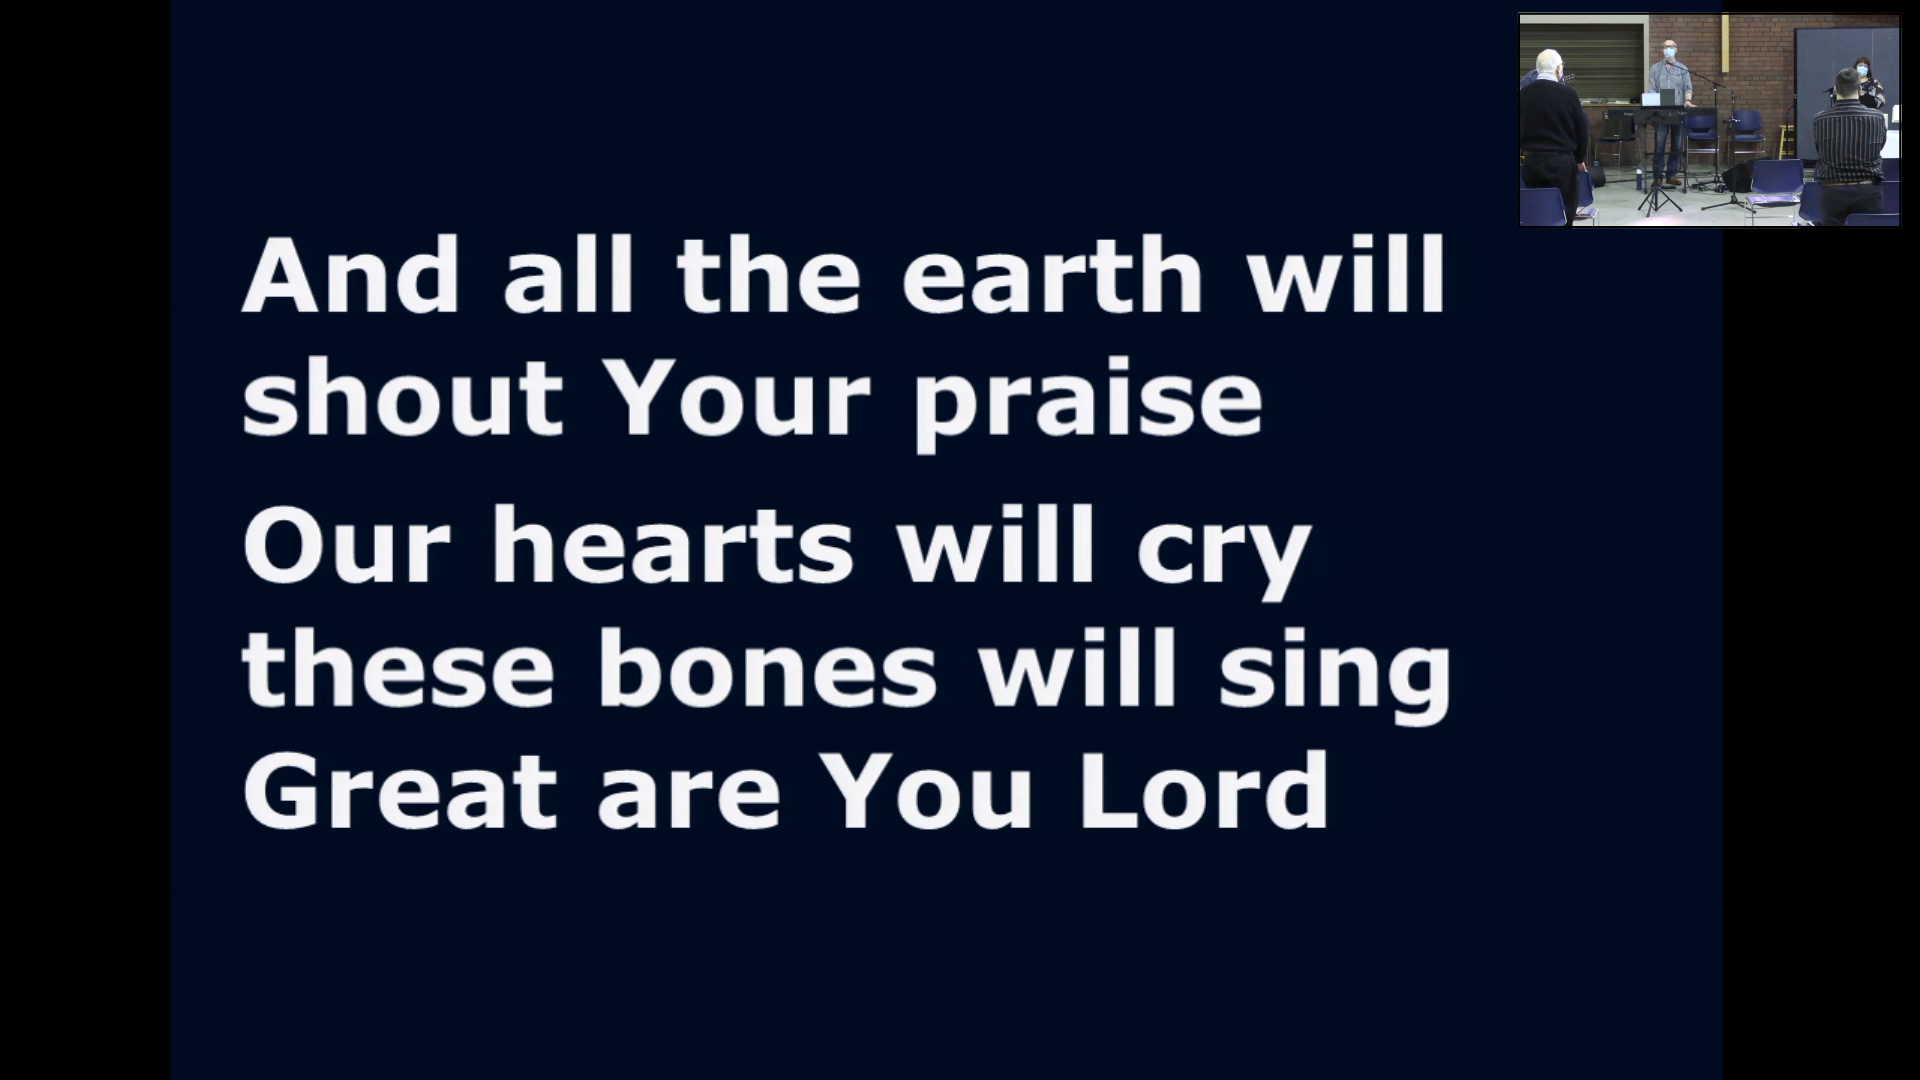 And all the earth will
shout Your praise
Our hearts will cry
these bones will sing
Great are You Lord